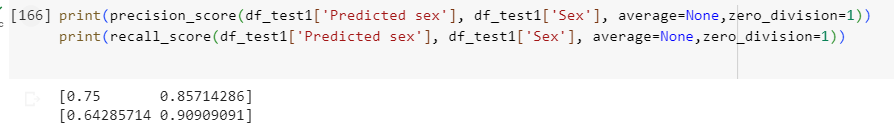 [166] print(precision_score(df_test1['Predicted sex'], df_test1['Sex'], average=None,zero_division=1))
print(recall_score(df_test1['Predicted sex'], df_test1['Sex'], average=None,zero_division=1))
[0.75       0.85714286]
[0.64285714 0.90909091]